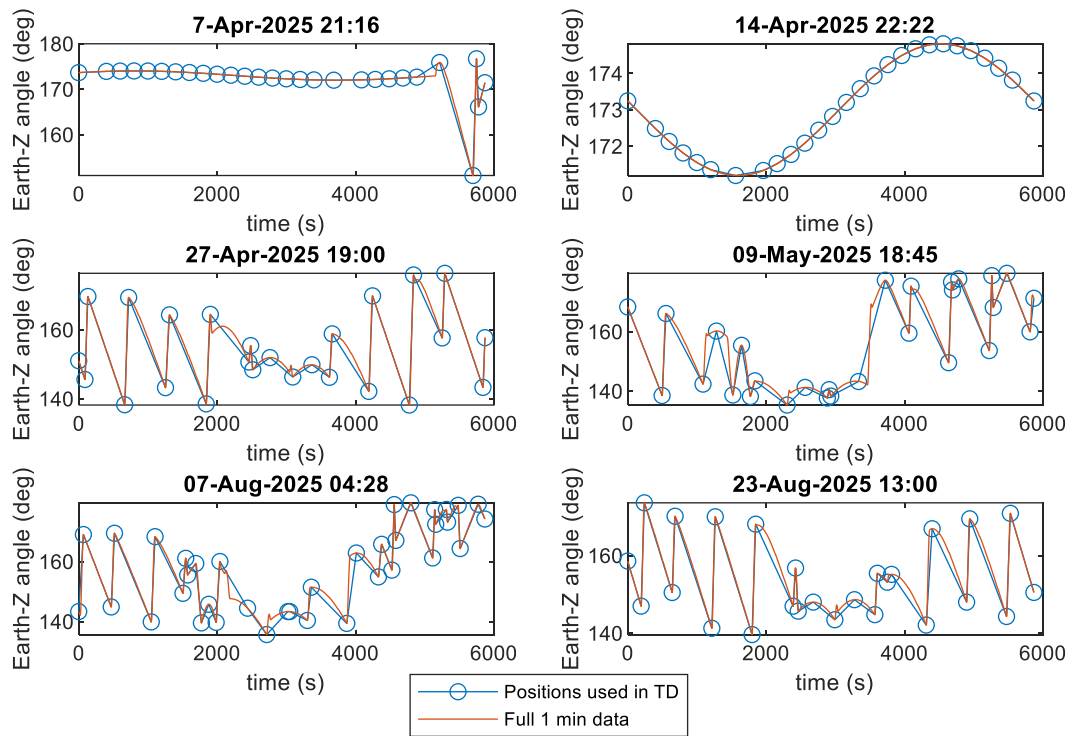 7-Apr-2025 21:16
180
170
160
Earth-Z angle (deg)
0 2000 4000 6000
time (s)
14-Apr-2025 22:22
174
173
172
Earth-Z angle (deg)
0 2000 4000 6000
time (s)
27-Apr-2025 19:00
160
140
Earth-Z angle (deg)
0 2000 4000 6000
time (s)
09-May-2025 18:45
160
140
Earth-Z angle (deg)
0 2000 4000 6000
time (s)
07-Aug-2025 04:28
160
140
Earth-Z angle (deg)
0 2000 4000 6000
time (s)
23-Aug-2025 13:00
160
140
Earth-Z angle (deg)
0 2000 4000 6000
time (s)
Positions used in TD
Full 1 min data